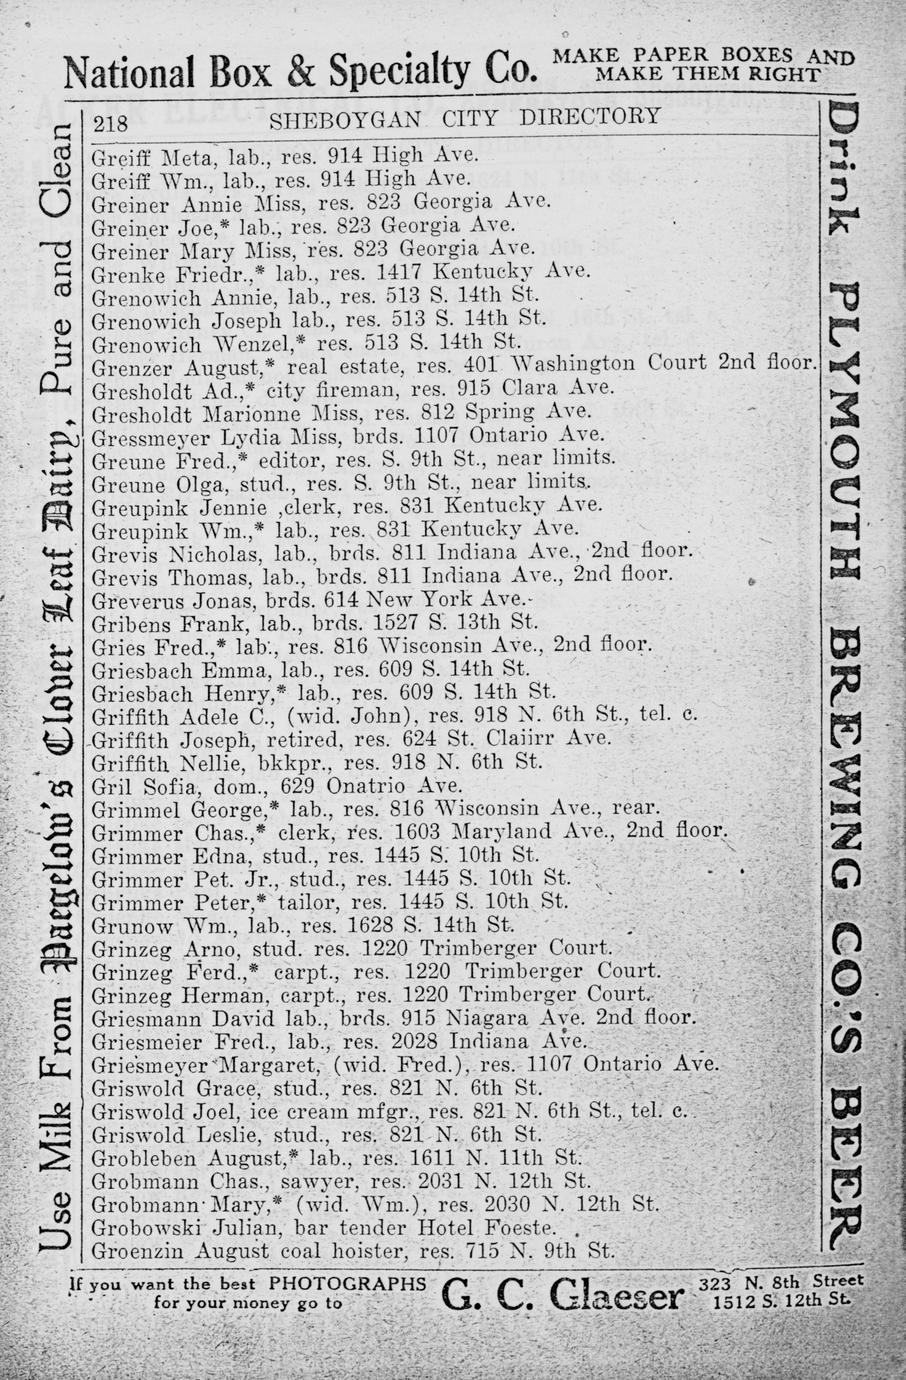 National Box & Specialty Co. MAKE PAPER BOXES AND
MAKE THEM RIGHT
218 SHEBOYGAN CITY DIRECTORY
Greiff Meta, lab., res. 914 High Ave.
Greiff Wm., lab., res. 914 High Ave.
Greiner Annie Miss, res. 823 Georgia Ave.
Greiner Joe,* lab., res. 823 Georgia Ave.
Greiner Mary Miss, res. 823 Georgia Ave.
Grenke Friedr.,* lab., res. 1417 Kentucky Ave.
Grenowich Annie, lab., res. 513 S. 14th St.
Grenowich Joseph lab., res. 513 S. 14th St.
Grenowich Wenzel,* res. 513 S. 14th St.
Grenzer August,* real estate, res. 401 Washington Court 2nd floor.
Gresholdt Ad.,* city fireman, res. 915 Clara Ave.
Gresholdt Marionne Miss, res. 812 Spring Ave.
Gressmeyer Lydia Miss, brds. 1107 Ontario Ave.
Greune Fred.,* editor, res. S. 9th St., near limits.
Greune Olga, stud., res. S. 9th St., near limits.
Greupink Jennie ,clerk, res. 831 Kentucky Ave.
Greupink Wm.,* lab., res. 831 Kentucky Ave.
Grevis Nicholas, lab., brds. 811 Indiana Ave., 2nd floor.
Grevis Thomas, lab., brds. 811 Indiana Ave., 2nd floor.
Greverus Jonas, brds. 614 New York Ave.
Gribens Frank, lab., brds. 1527 S. 13th St.
Gries Fred.,* lab., res. 816 Wisconsin Ave., 2nd floor.
Griesbach Emma, lab., res. 609 S. 14th St.
Griesbach Henry,* lab., res. 609 S. 14th St.
Griffith Adele C., (wid. John), res. 918 N. 6th St., tel. c.
Griffith Joseph, retired, res. 624 St. Claiirr Ave.
Griffith Nellie, bkkpr., res. 918 N. 6th St.
Gril Sofia, dom., 629 Onatrio Ave.
Grimmel George,* lab., res. 816 Wisconsin Ave., rear.
Grimmer Chas.,* clerk, res. 1603 Maryland Ave., 2nd floor.
Grimmer Edna, stud., res. 1445 S. 10th St.
Grimmer Pet. Jr., stud., res. 1445 S. 10th St.
Grimmer Peter,* tailor, res. 1445 S. 10th St.
Grunow Wm., lab., res. 1628 S. 14th St.
Grinzeg Arno, stud. res. 1220 Trimberger Court.
Grinzeg Ferd.,* carpt., res. 1220 Trimberger Court.
Grinzeg Herman, carpt., res. 1220 Trimberger Court.
Griesmann David lab., brds. 915 Niagara Ave. 2nd floor.
Griesmeier Fred., lab., res. 2028 Indiana Ave.
Griesmeyer Margaret, (wid. Fred.), res. 1107 Ontario Ave.
Griswold Grace, stud., res. 821 N. 6th St.
Griswold Joel, ice cream mfgr., res. 821 N. 6th St., tel. c.
Griswold Leslie, stud., res. 821 N. 6th St.
Grobleben August,* lab., res. 1611 N. 11th St.
Grobmann Chas., sawyer, res. 2031 N. 12th St.
Grobmann Mary,* (wid. Wm.), res. 2030 N. 12th St.
Grobowski Julian, bar tender Hotel Foeste.
Groenzin August coal hoister, res. 715 N. 9th St.
If you want the best PHOTOGRAPHS
for your money go to
G. C. Glaeser
323 N. 8th Street
1512 S. 12th St.
Use Milk From Paegelow's Clover Leaf Dairy, Pure and Clean
Drink PLYMOUTH BREWING CO.'S BEER